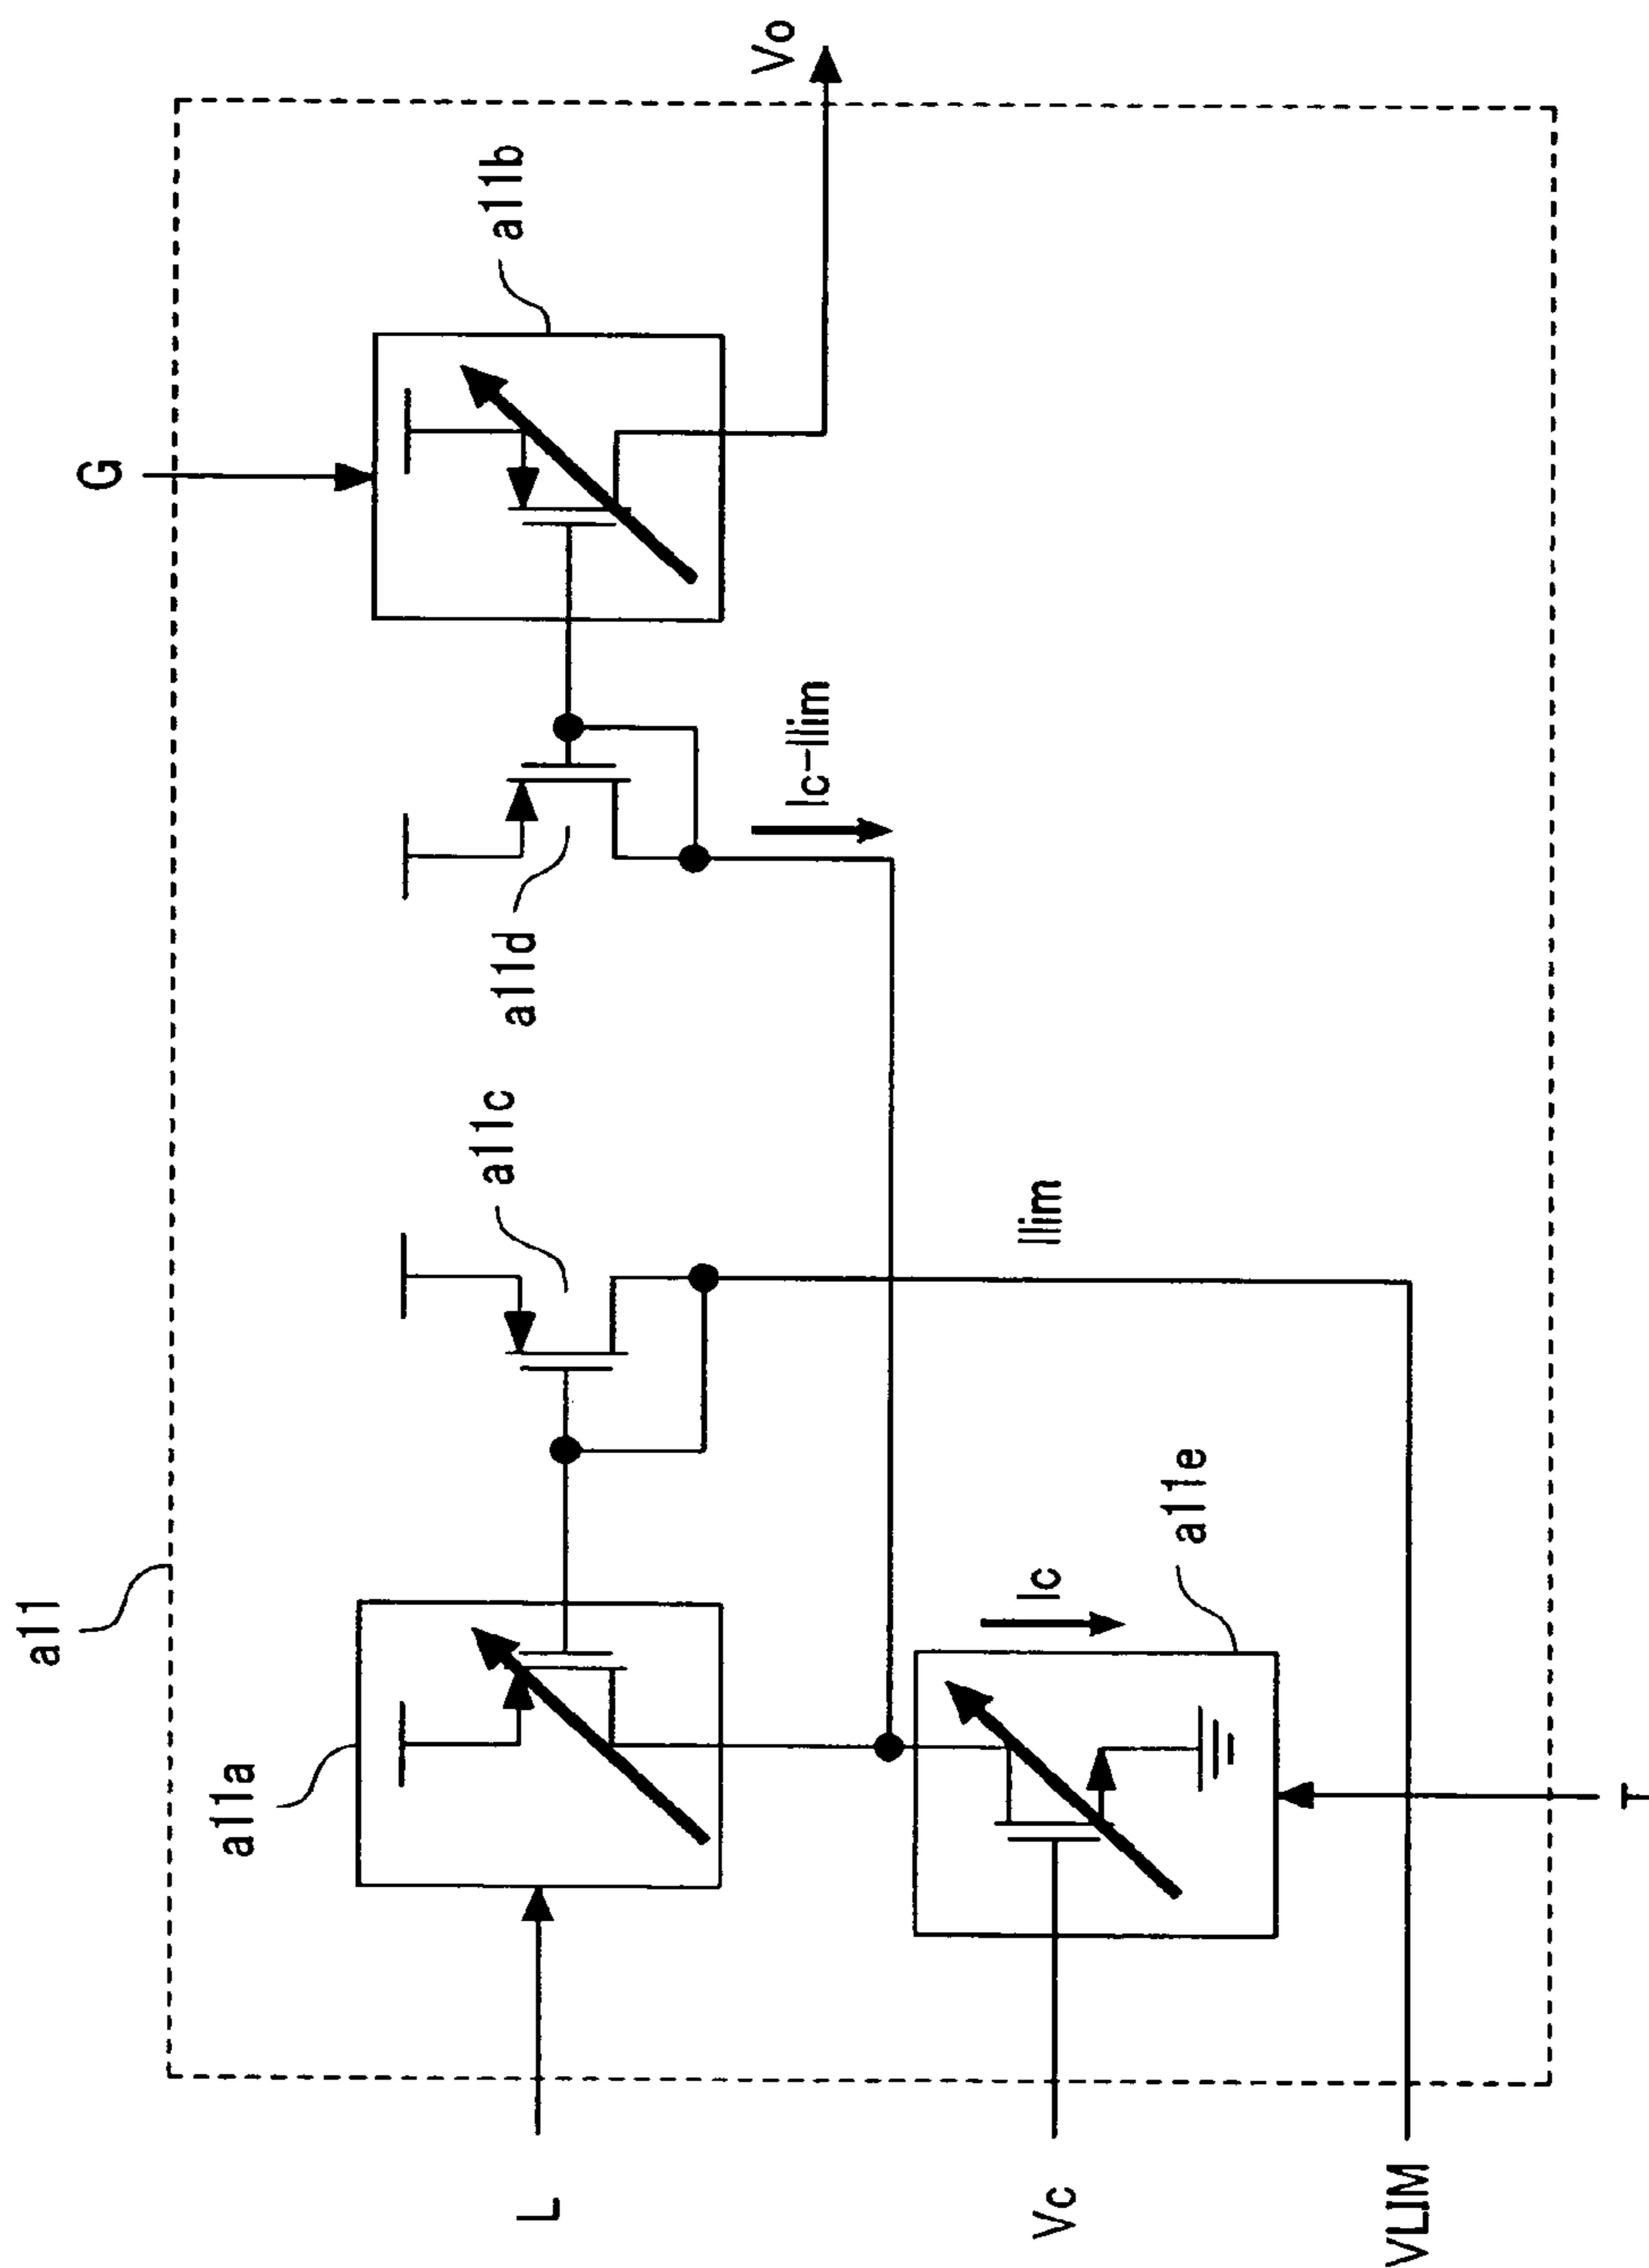 a11
L
Vc
VLIM
T
G
Vo
a11a
a11b
a11c
a11d
a11e
Ic
Ilim
Ic-Ilim